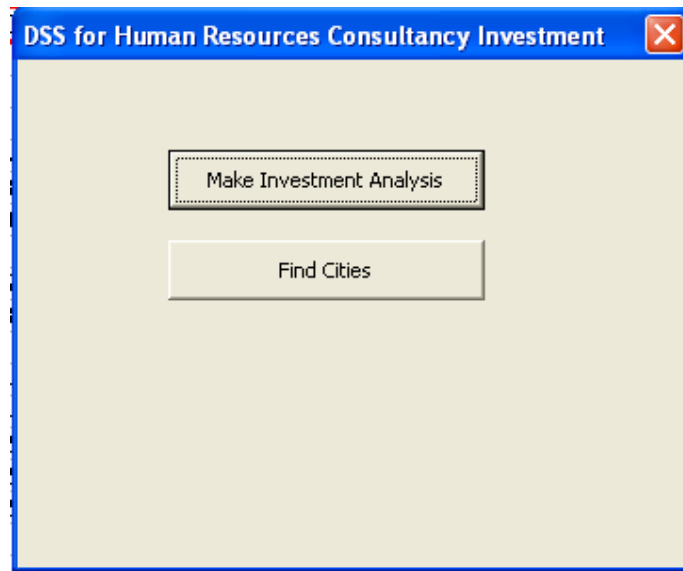 DSS for Human Resources Consultancy Investment
Make Investment Analysis
Find Cities